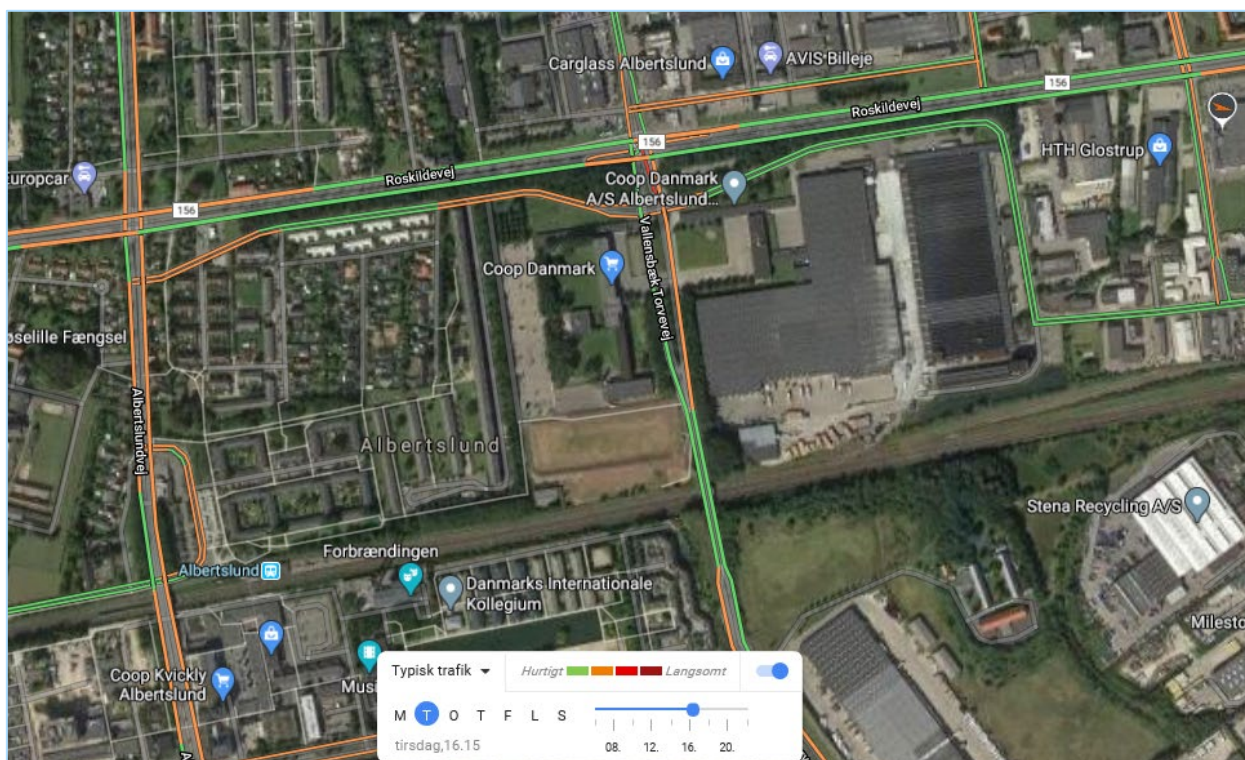 Carglass Albertslund
AVIS Billeje
156
Roskildevej
156
HTH Glostrup
Europcar
Roskildevej
156
Coop Danmark
A/S Albertslund...
Coop Danmark
Vallensbæk Torvevej
Fængsel
Albertslundvej
Albertslund
Stena Recycling A/S
Forbrændingen
Albertslund
Danmarks Internationale
Kollegium
Milesto
Coop Kvickly
Albertslund
Musi
Typisk trafik
Hurtigt
Langsomt
M T O T F L S
tirsdag,16.15
08. 12. 16. 20.